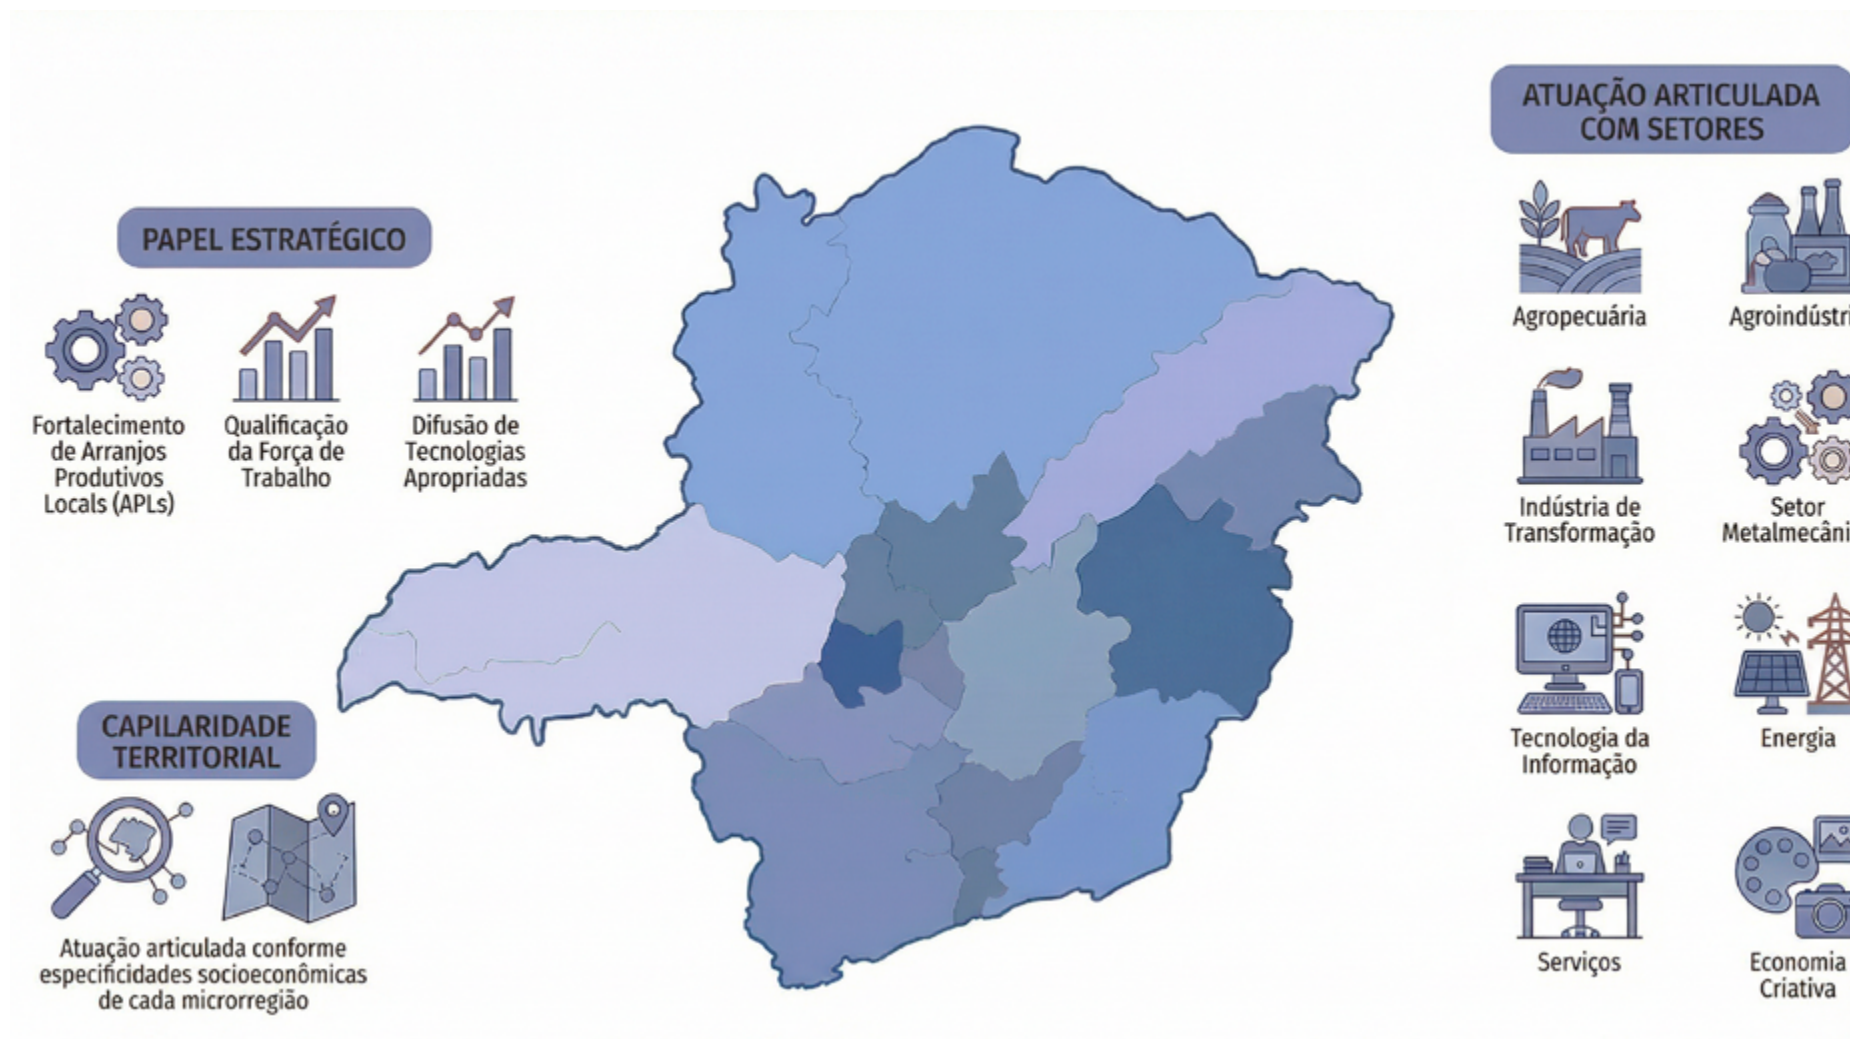 PAPEL ESTRATÉGICO
Fortalecimento
de Arranjos
Produtivos
Locals (APLs)
Qualificação
da Força de
Trabalho
Difusão de
Tecnologias
Apropriadas
CAPILARIDADE
TERRITORIAL
Atuação articulada conforme
especificidades socioeconômicas
de cada microrregião
ATUAÇÃO ARTICULADA
COM SETORES
Agropecuária
Agroindústri
Indústria de
Transformação
Setor
Metalmecâni
Tecnologia da
Informação
Energia
Serviços
Economia
Criativa